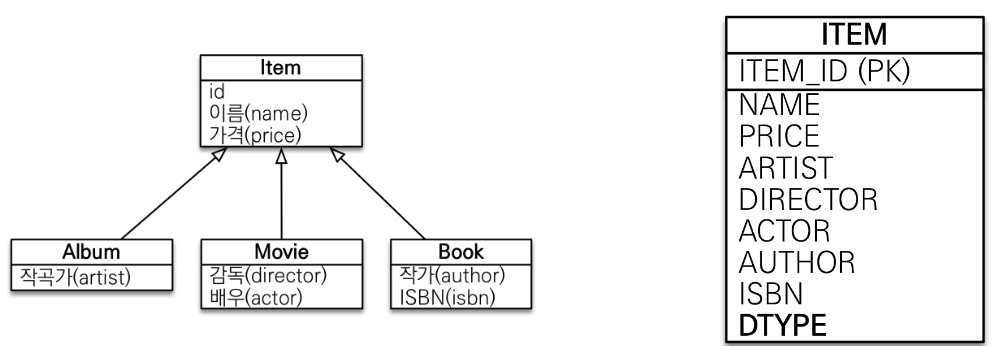 Item
id
이름(name)
가격(price)
Album
작곡가(artist)
Movie
감독(director)
배우(actor)
Book
작가(author)
ISBN(isbn)
ITEM
ITEM_ID (PK)
NAME
PRICE
ARTIST
DIRECTOR
ACTOR
AUTHOR
ISBN
DTYPE